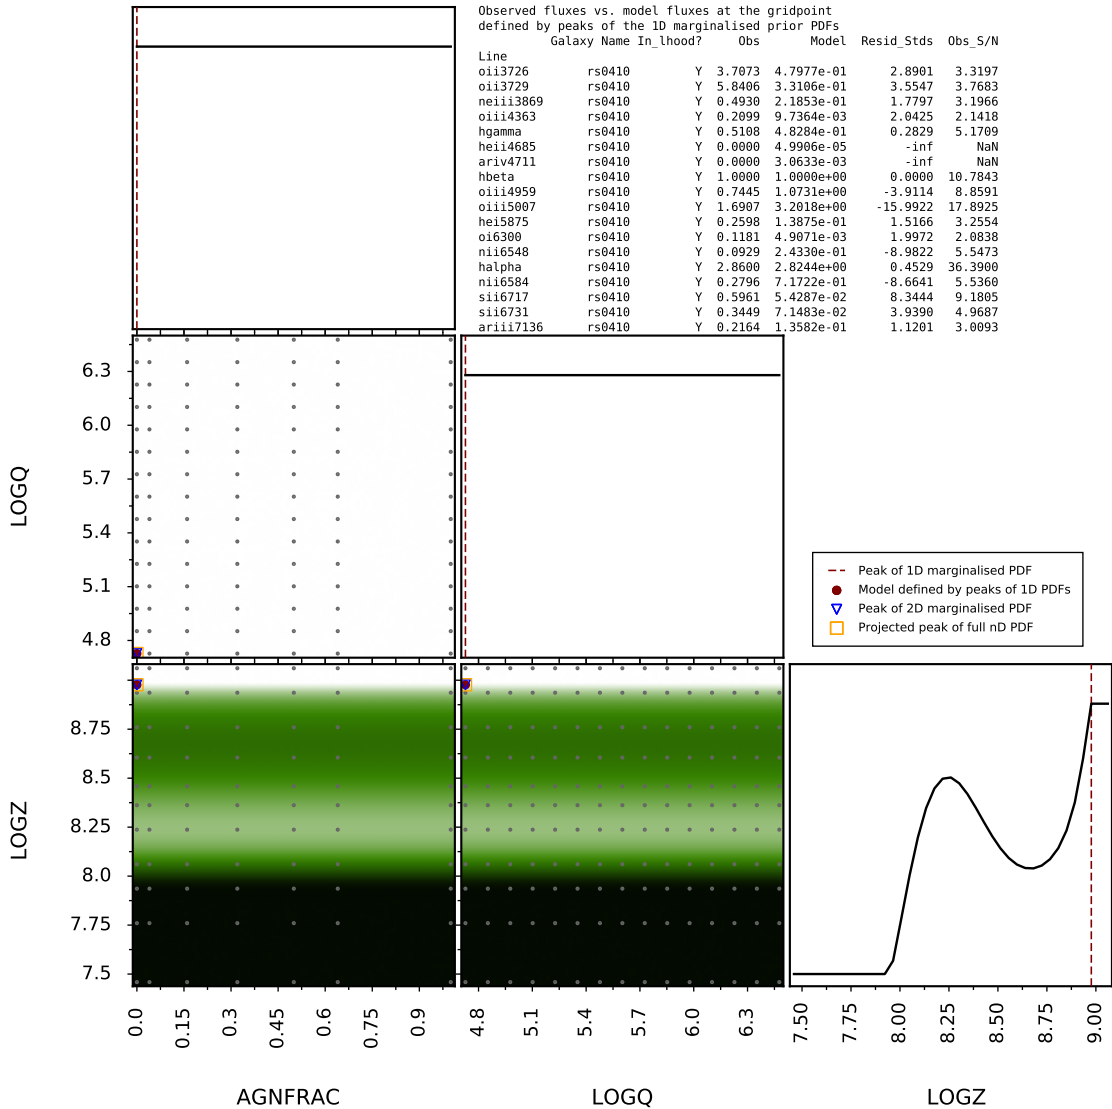 Observed fluxes vs. model fluxes at the gridpoint
defined by peaks of the 1D marginalised prior PDFs
Galaxy Name In_lhood? Obs Model Resid_Stds Obs_S/N
Line
oii3726 rs0410 Y 3.7073 4.7977e-01 2.8901 3.3197
oii3729 rs0410 Y 5.8406 3.3106e-01 3.5547 3.7683
neiii3869 rs0410 Y 0.4930 2.1853e-01 1.7797 3.1966
oiii4363 rs0410 Y 0.2099 9.7364e-03 2.0425 2.1418
hgamma rs0410 Y 0.5108 4.8284e-01 0.2829 5.1709
heii4685 rs0410 Y 0.0000 4.9906e-05 -inf NaN
ariv4711 rs0410 Y 0.0000 3.0633e-03 -inf NaN
hbeta rs0410 Y 1.0000 1.0000e+00 0.0000 10.7843
oiii4959 rs0410 Y 0.7445 1.0731e+00 -3.9114 8.8591
oiii5007 rs0410 Y 1.6907 3.2018e+00 -15.9922 17.8925
hei5875 rs0410 Y 0.2598 1.3875e-01 1.5166 3.2554
oi6300 rs0410 Y 0.1181 4.9071e-03 1.9972 2.0838
nii6548 rs0410 Y 0.0929 2.4330e-01 -8.9822 5.5473
halpha rs0410 Y 2.8600 2.8244e+00 0.4529 36.3900
nii6584 rs0410 Y 0.2796 7.1722e-01 -8.6641 5.5360
sii6717 rs0410 Y 0.5961 5.4287e-02 8.3444 9.1805
sii6731 rs0410 Y 0.3449 7.1483e-02 3.9390 4.9687
ariii7136 rs0410 Y 0.2164 1.3582e-01 1.1201 3.0093
LOGQ
6.3
6.0
5.7
5.4
5.1
4.8
Peak of 1D marginalised PDF
Model defined by peaks of 1D PDFs
Peak of 2D marginalised PDF
Projected peak of full nD PDF
LOGZ
8.75
8.5
8.25
8.0
7.75
7.5
0.0 0.15 0.3 0.45 0.6 0.75 0.9
4.8 5.1 5.4 5.7 6.0 6.3
7.50 7.75 8.00 8.25 8.50 8.75 9.00
AGNFRAC LOGQ LOGZ